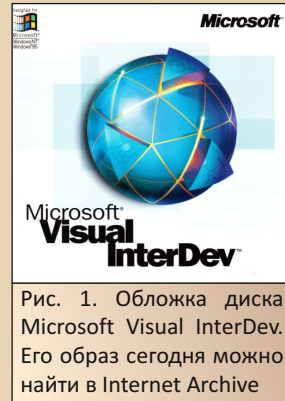 Designed for
Microsoft®
Windows NT®
Windows®95
Microsoft®
Microsoft®
Visual
InterDev™
Рис. 1. Обложка диска
Microsoft Visual InterDev.
Его образ сегодня можно
найти в Internet Archive